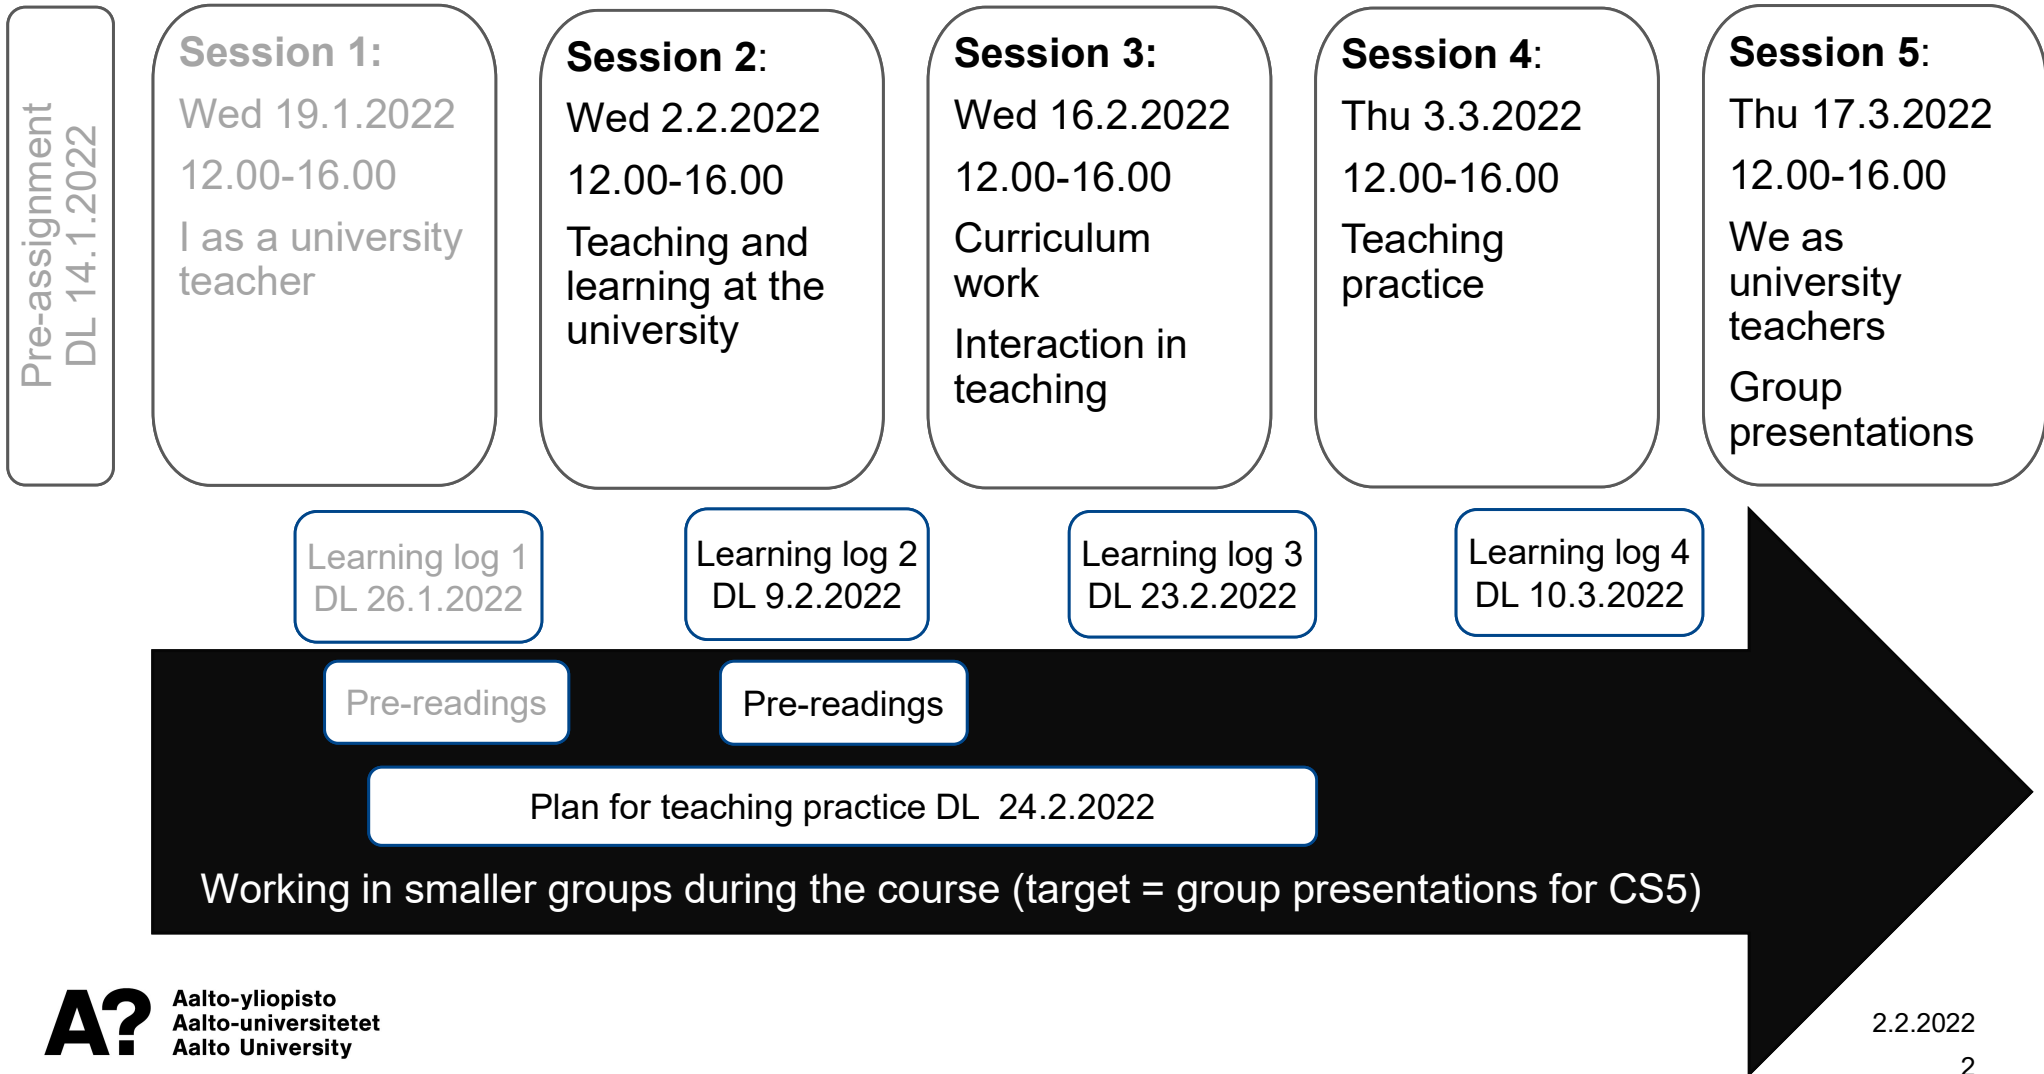 Pre-assignment
DL 14.1.2022
Session 1:
Wed 19.1.2022
12.00-16.00
I as a university
teacher
Session 2:
Wed 2.2.2022
12.00-16.00
Teaching and
learning at the
university
Session 3:
Wed 16.2.2022
12.00-16.00
Curriculum
work
Interaction in
teaching
Session 4:
Thu 3.3.2022
12.00-16.00
Teaching
practice
Session 5:
Thu 17.3.2022
12.00-16.00
We as
university
teachers
Group
presentations
Learning log 1
DL 26.1.2022
Learning log 2
DL 9.2.2022
Learning log 3
DL 23.2.2022
Learning log 4
DL 10.3.2022
Pre-readings
Pre-readings
Plan for teaching practice DL  24.2.2022
Working in smaller groups during the course (target = group presentations for CS5)
A?
Aalto-yliopisto
Aalto-universitetet
Aalto University
2.2.2022
2